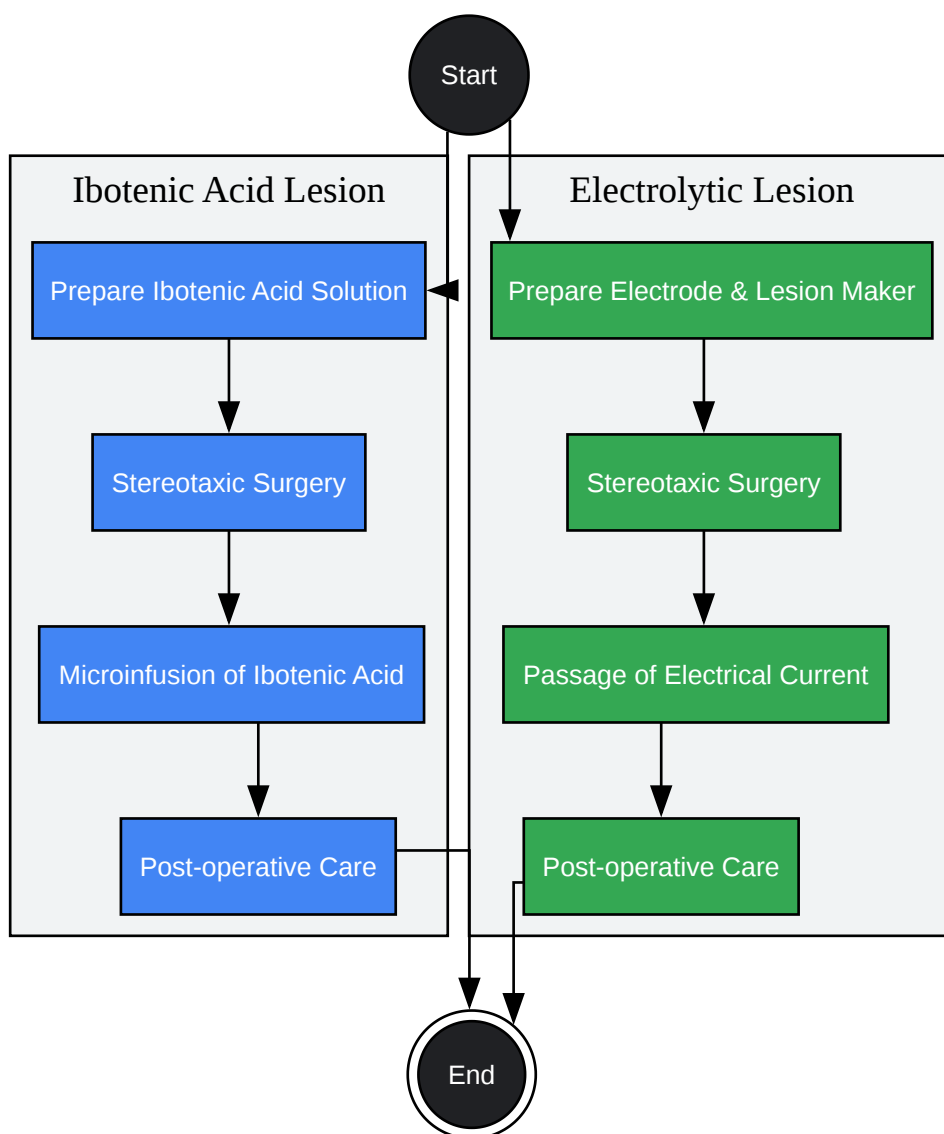 Start
Ibotenic Acid Lesion
Prepare Ibotenic Acid Solution
Stereotaxic Surgery
Microinfusion of Ibotenic Acid
Post-operative Care
Electrolytic Lesion
Prepare Electrode & Lesion Maker
Stereotaxic Surgery
Passage of Electrical Current
Post-operative Care
End